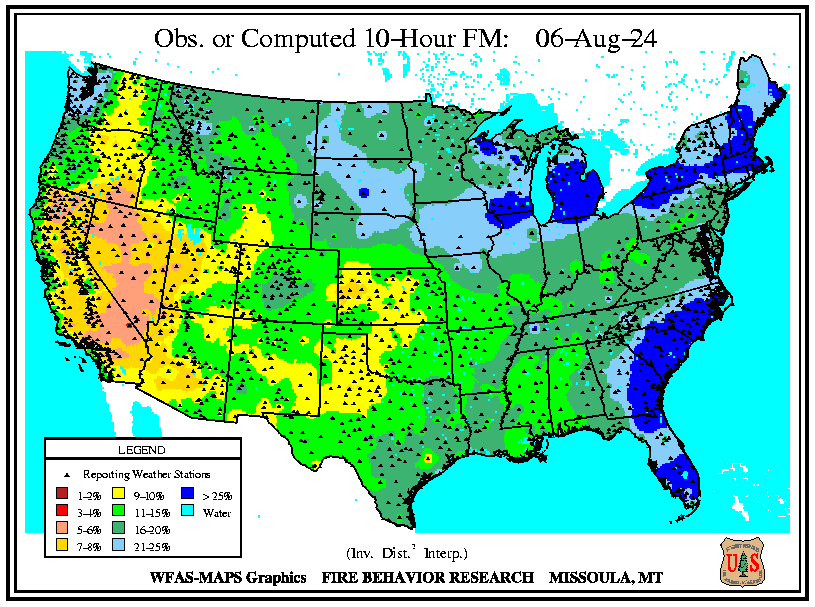 Obs. or Computed 10-Hour FM: 06-Aug-24
LEGEND
Reporting Weather Stations
1-2% 9-10% > 25%
3-4% 11-15% Water
5-6% 16-20%
7-8% 21-25%
(Inv. Dist.² Interp.)
WFAS-MAPS Graphics FIRE BEHAVIOR RESEARCH MISSOULA, MT
U S